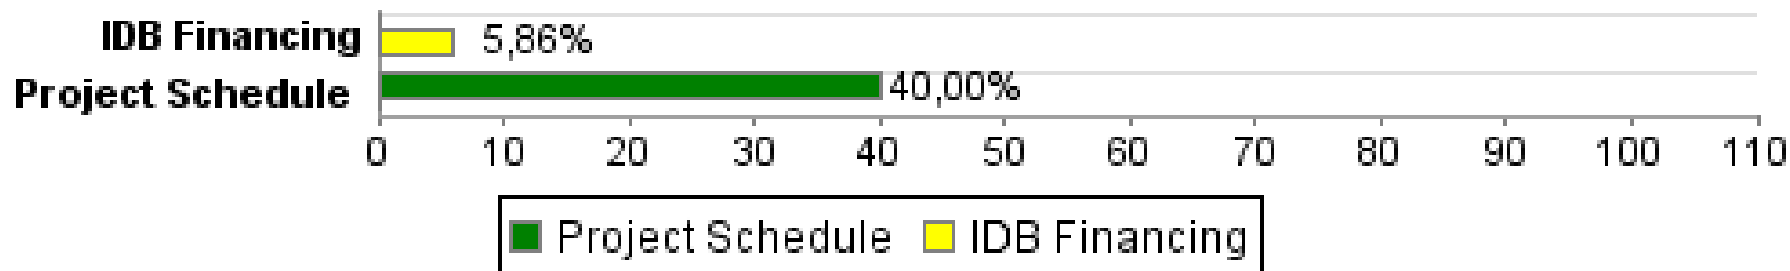 IDB Financing 5,86%
Project Schedule 40,00%
0 10 20 30 40 50 60 70 80 90 100 110
Project Schedule IDB Financing